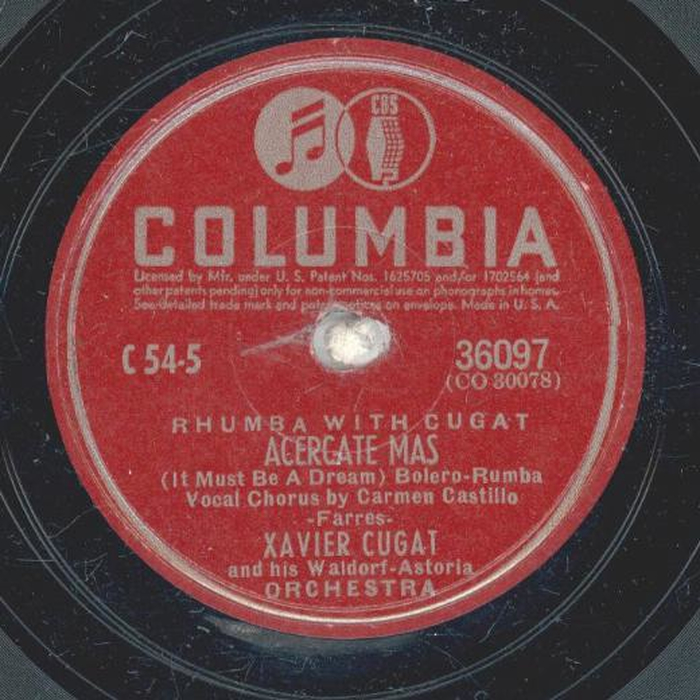 CBS
COLUMBIA
Licensed by Mfr. under U. S. Patent Nos. 1625705 and/or 1702564 (and
other patents pending) only for non-commercial use on phonographs in homes.
See detailed trade mark and patent notices on envelope. Made in U. S. A.
C 54-5
36097
(CO 30078)
RHUMBA WITH CUGAT
ACERCATE MAS
(It Must Be A Dream) Bolero-Rumba
Vocal Chorus by Carmen Castillo
-Farres-
XAVIER CUGAT
and his Waldorf-Astoria
ORCHESTRA